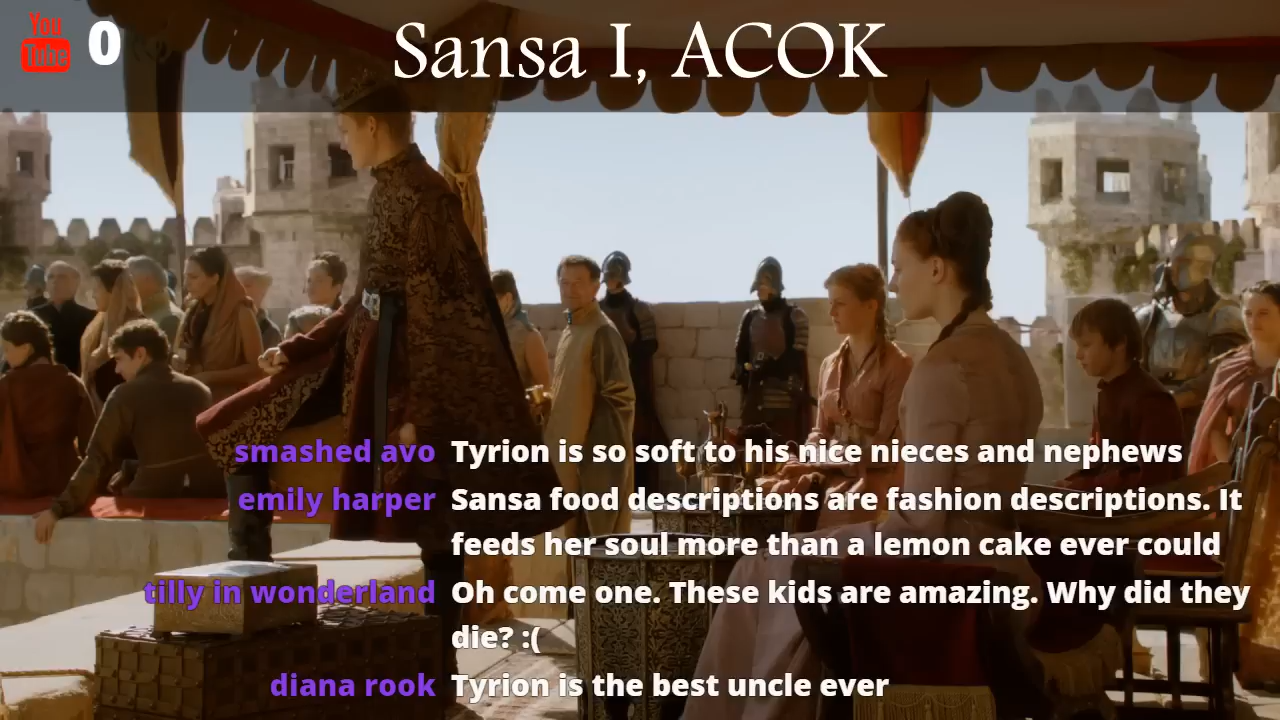 You
Tube
0
Sansa I, ACOK
smashed avo Tyrion is so soft to his nice nieces and nephews
emily harper Sansa food descriptions are fashion descriptions. It
feeds her soul more than a lemon cake ever could
tilly in wonderland Oh come one. These kids are amazing. Why did they
die? :(
diana rook Tyrion is the best uncle ever